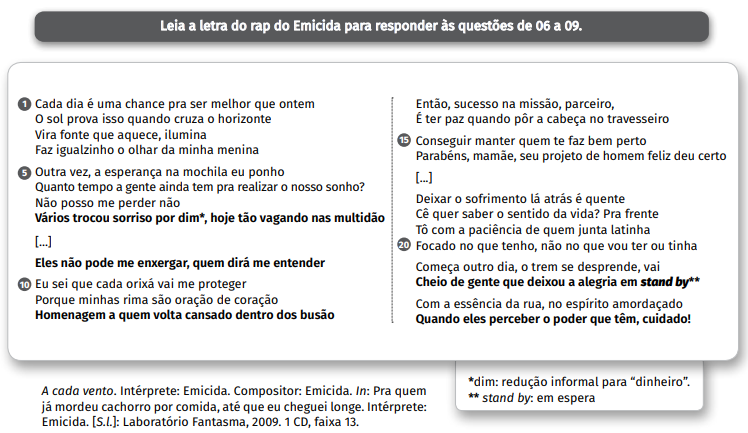 Leia a letra do rap do Emicida para responder às questões de 06 a 09.
1 Cada dia é uma chance pra ser melhor que ontem
O sol prova isso quando cruza o horizonte
Vira fonte que aquece, ilumina
Faz igualzinho o olhar da minha menina
5 Outra vez, a esperança na mochila eu ponho
Quanto tempo a gente ainda tem pra realizar o nosso sonho?
Não posso me perder não
Vários trocou sorriso por dim*, hoje tão vagando nas multidão
[...]
Eles não pode me enxergar, quem dirá me entender
10 Eu sei que cada orixá vai me proteger
Porque minhas rima são oração de coração
Homenagem a quem volta cansado dentro dos busão
Então, sucesso na missão, parceiro,
É ter paz quando pôr a cabeça no travesseiro
15 Conseguir manter quem te faz bem perto
Parabéns, mamãe, seu projeto de homem feliz deu certo
[...]
Deixar o sofrimento lá atrás é quente
Cê quer saber o sentido da vida? Pra frente
Tô com a paciência de quem junta latinha
20 Focado no que tenho, não no que vou ter ou tinha
Começa outro dia, o trem se desprende, vai
Cheio de gente que deixou a alegria em stand by**
Com a essência da rua, no espírito amordaçado
Quando eles perceber o poder que têm, cuidado!
A cada vento. Intérprete: Emicida. Compositor: Emicida. In: Pra quem
já mordeu cachorro por comida, até que eu cheguei longe. Intérprete:
Emicida. [S.l.]: Laboratório Fantasma, 2009. 1 CD, faixa 13.
*dim: redução informal para “dinheiro”.
** stand by: em espera